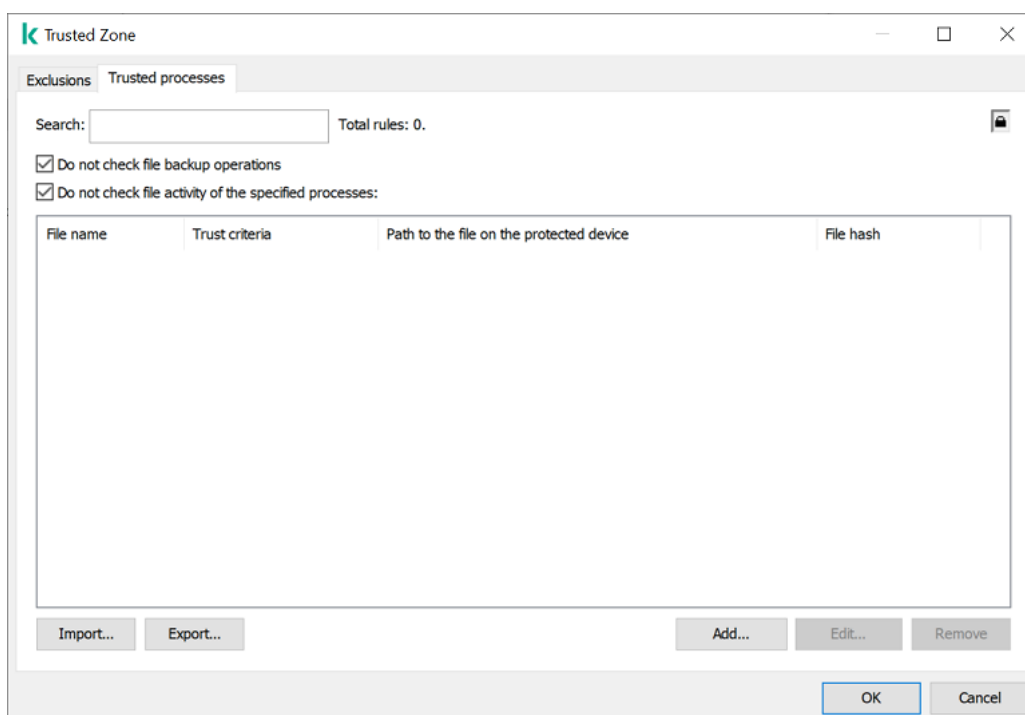 Trusted Zone
Exclusions Trusted processes
Search: Total rules: 0.
Do not check file backup operations
Do not check file activity of the specified processes:
File name Trust criteria Path to the file on the protected device File hash
Import... Export... Add... Edit... Remove
OK Cancel